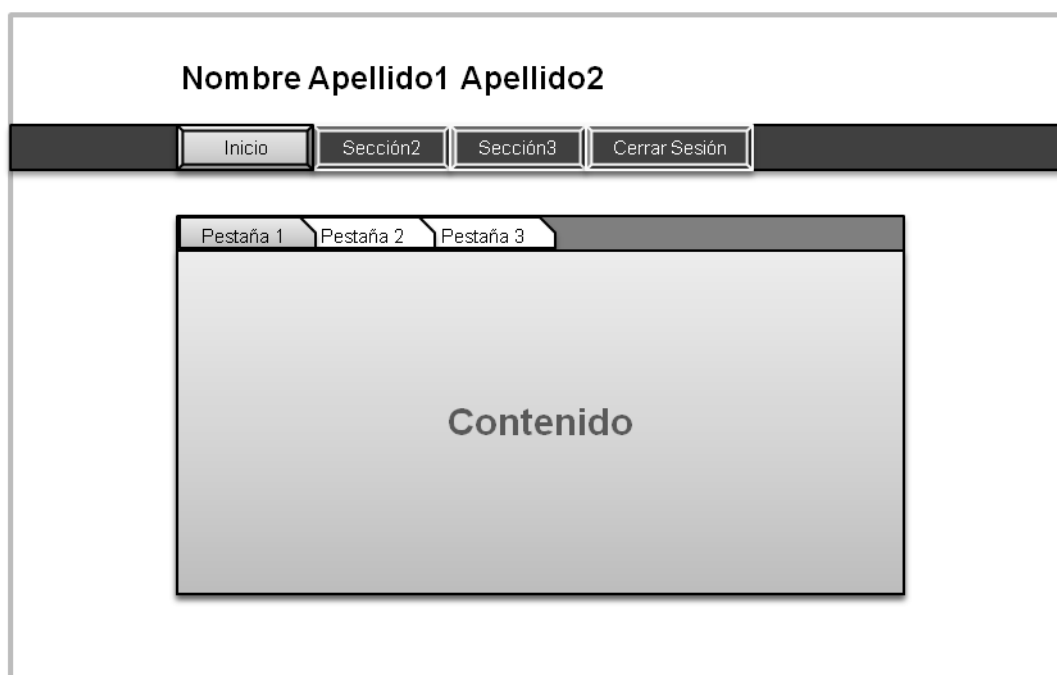 Nombre Apellido1 Apellido2
Inicio Sección2 Sección3 Cerrar Sesión
Pestaña 1 Pestaña 2 Pestaña 3
Contenido